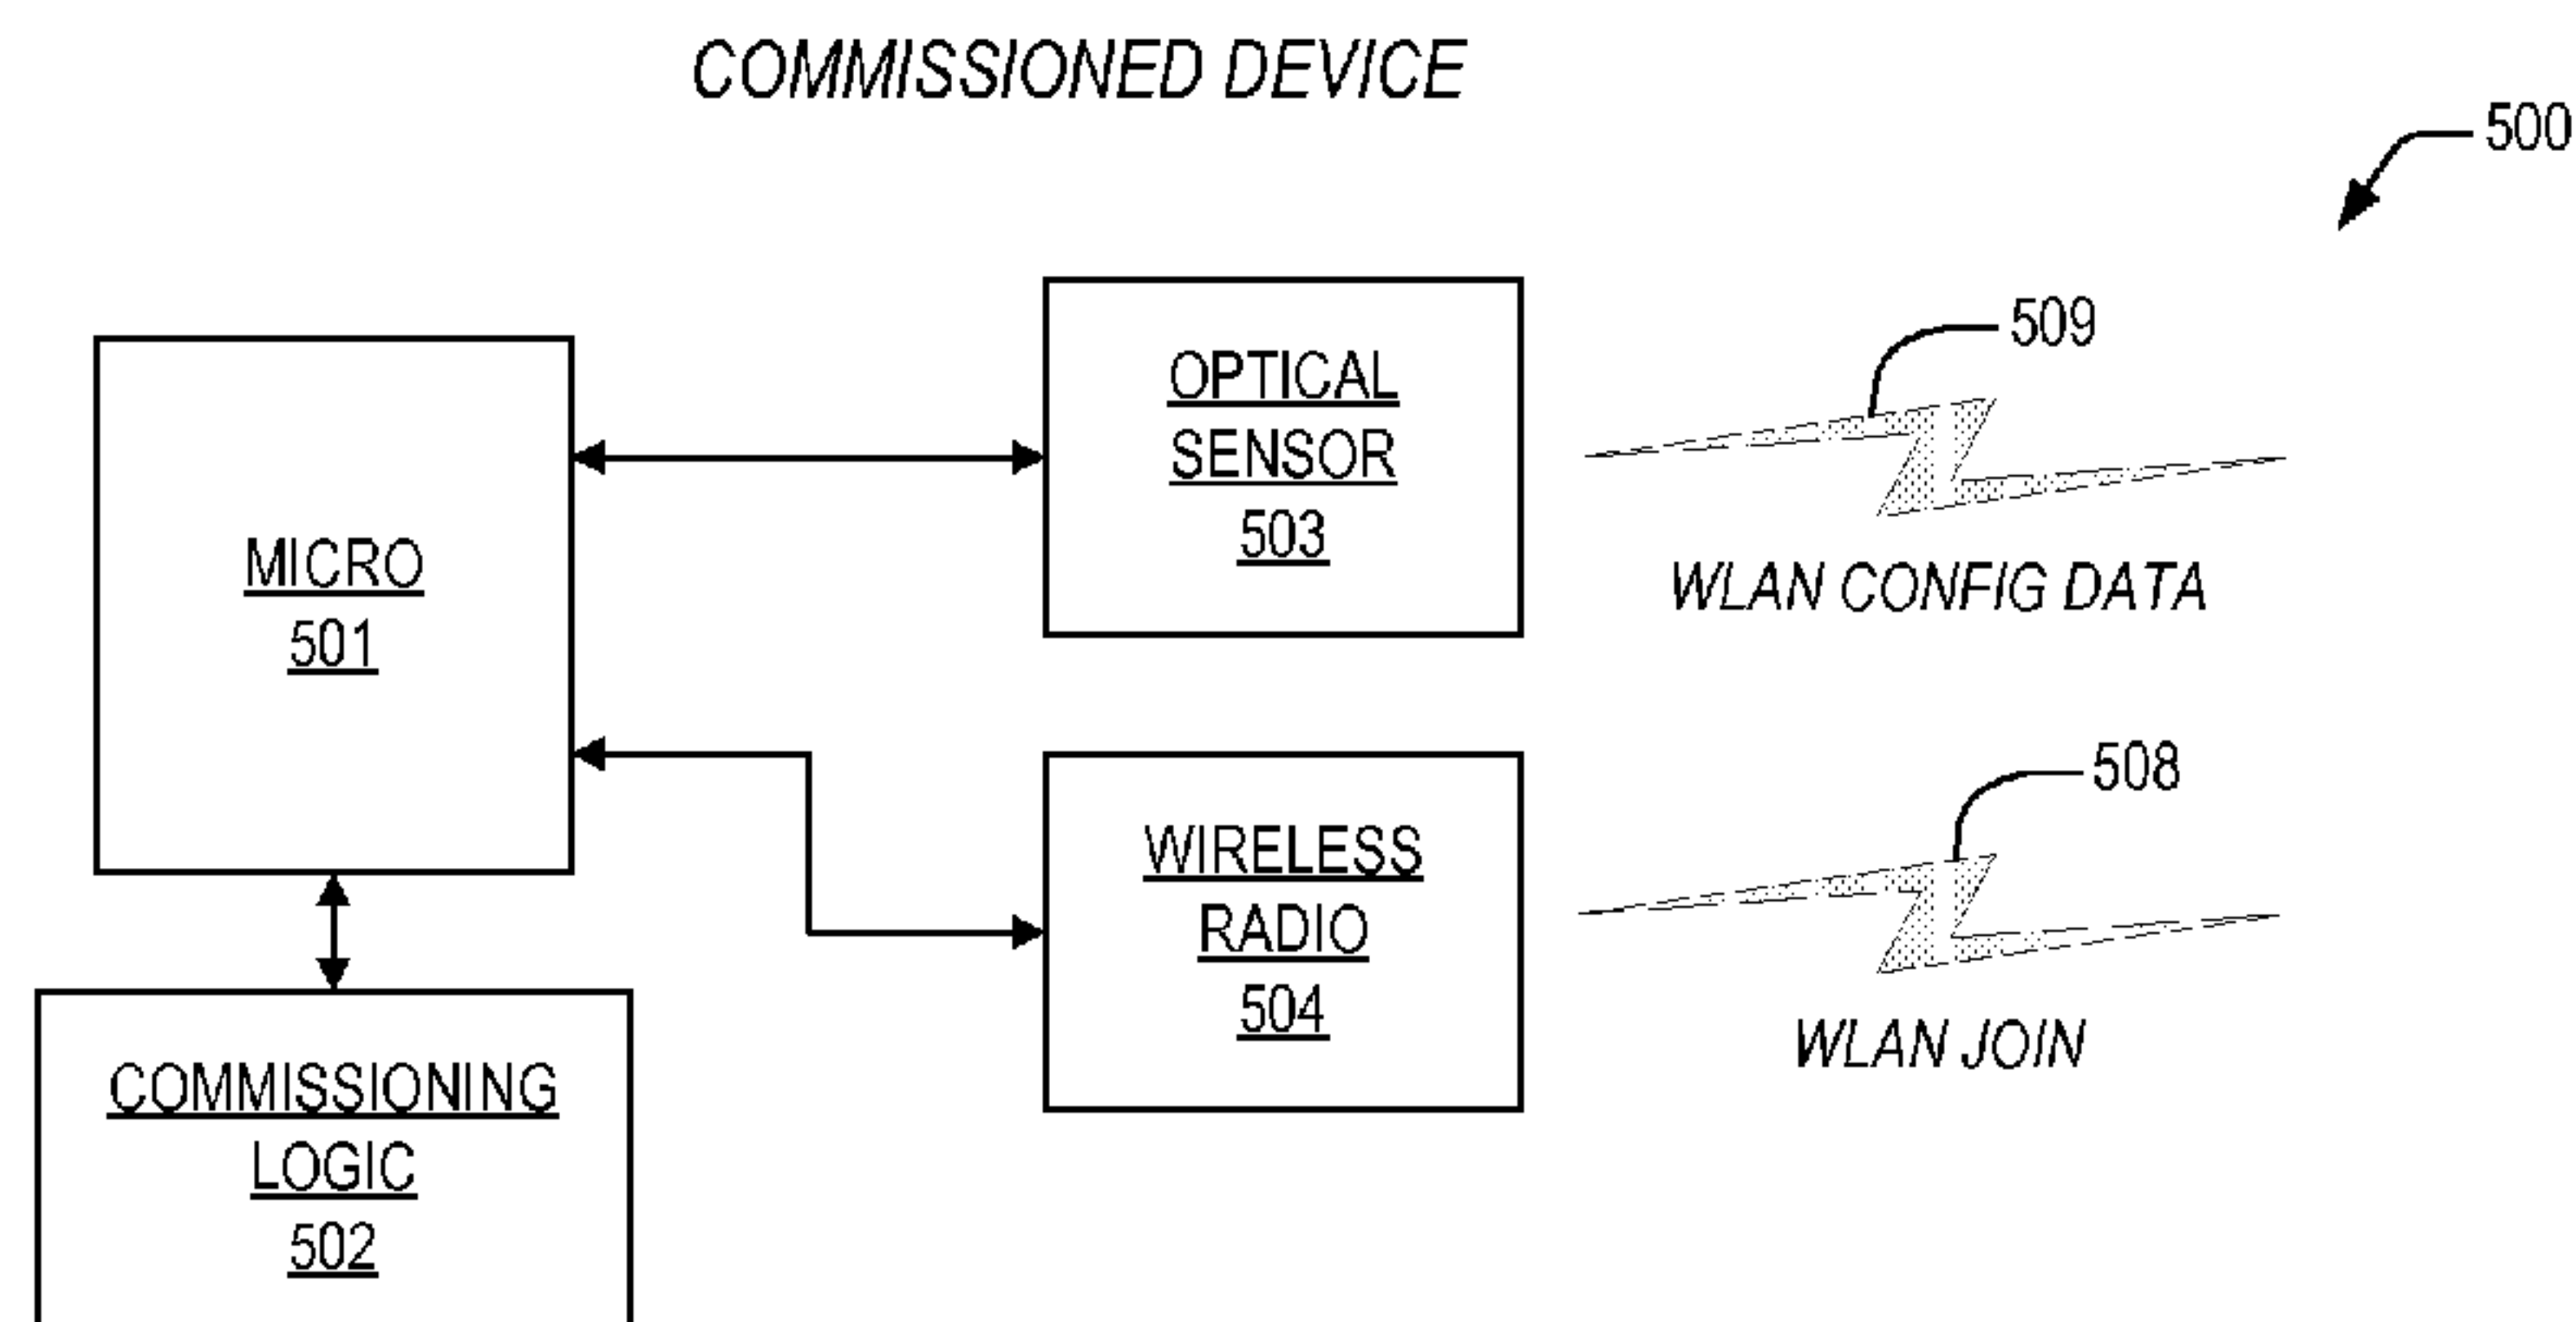 COMMISSIONED DEVICE
500
509
OPTICAL
SENSOR
503
WLAN CONFIG DATA
MICRO
501
508
WIRELESS
RADIO
504
WLAN JOIN
COMMISSIONING
LOGIC
502